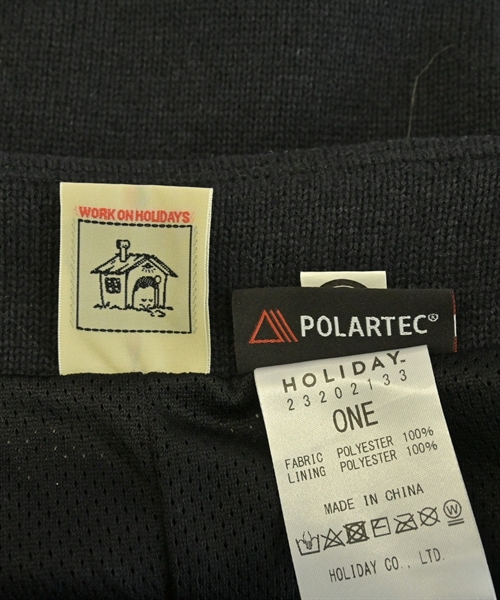 WORK ON HOLIDAYS
POLARTEC®
HOLIDAY.
23202133
ONE
FABRIC POLYESTER 100%
LINING POLYESTER 100%
MADE IN CHINA
HOLIDAY CO., LTD.